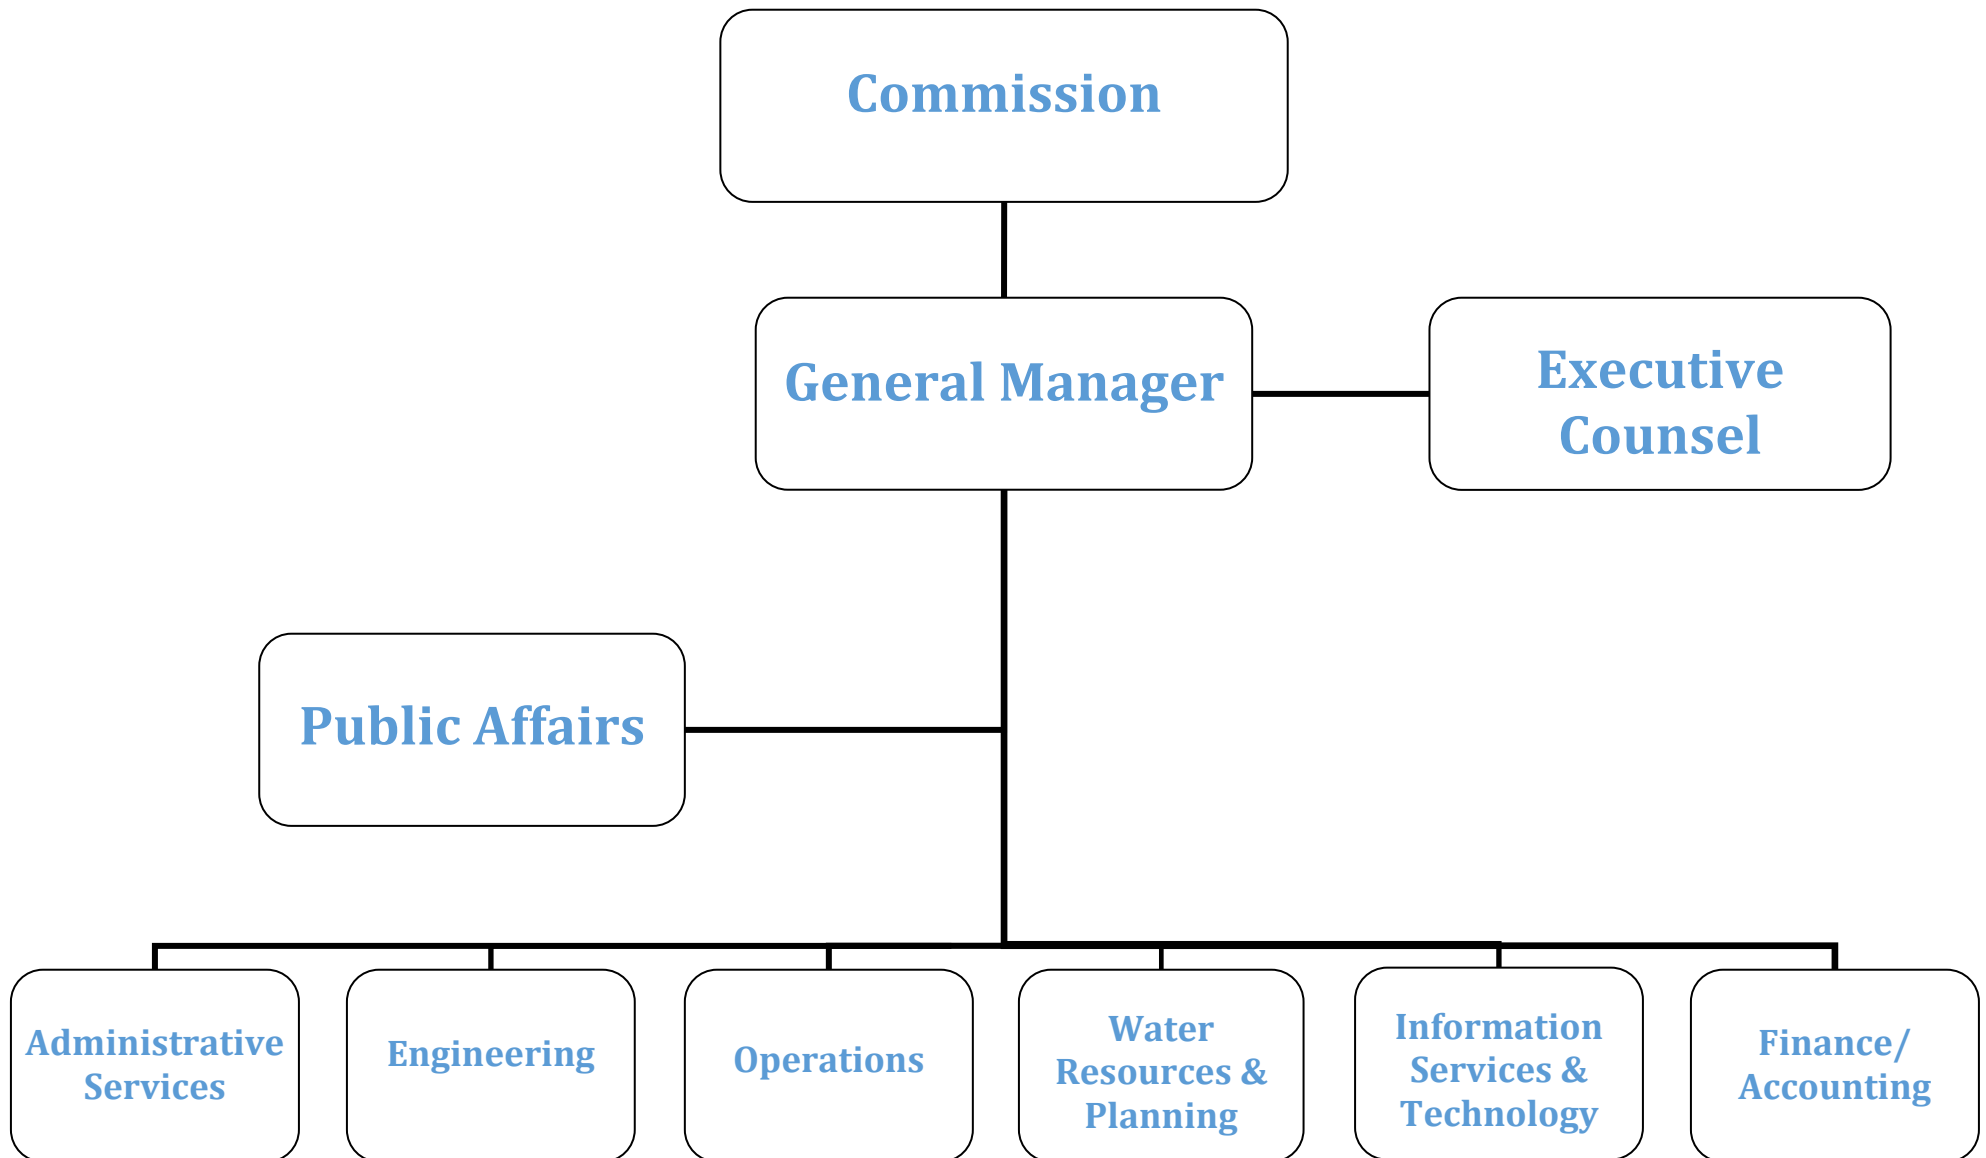 Commission
General Manager
Executive
Counsel
Public Affairs
Administrative
Services
Engineering
Operations
Water
Resources &
Planning
Information
Services &
Technology
Finance/
Accounting